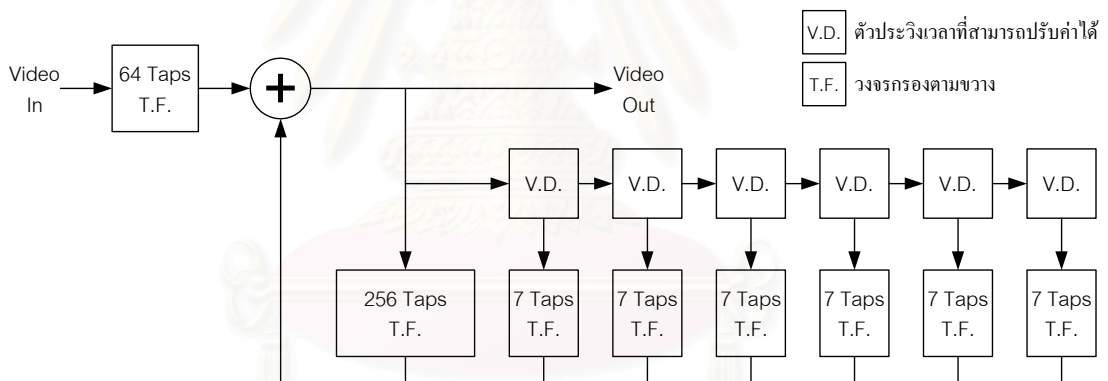 V.D. ตัวประวิงเวลาที่สามารถปรับค่าได้
T.F. วงจรกรองตามขวาง
Video
In
64 Taps
T.F.
+
Video
Out
V.D.
V.D.
V.D.
V.D.
V.D.
V.D.
256 Taps
T.F.
7 Taps
T.F.
7 Taps
T.F.
7 Taps
T.F.
7 Taps
T.F.
7 Taps
T.F.
7 Taps
T.F.